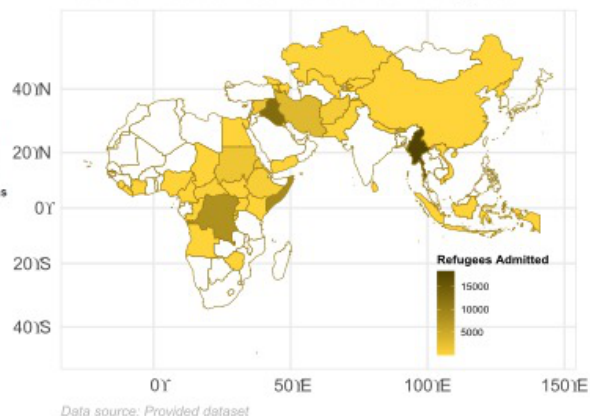 40°N
20°N
0°
20°S
40°S
s
Refugees Admitted
15000
10000
5000
0°
50°E
100°E
150°E
Data source: Provided dataset